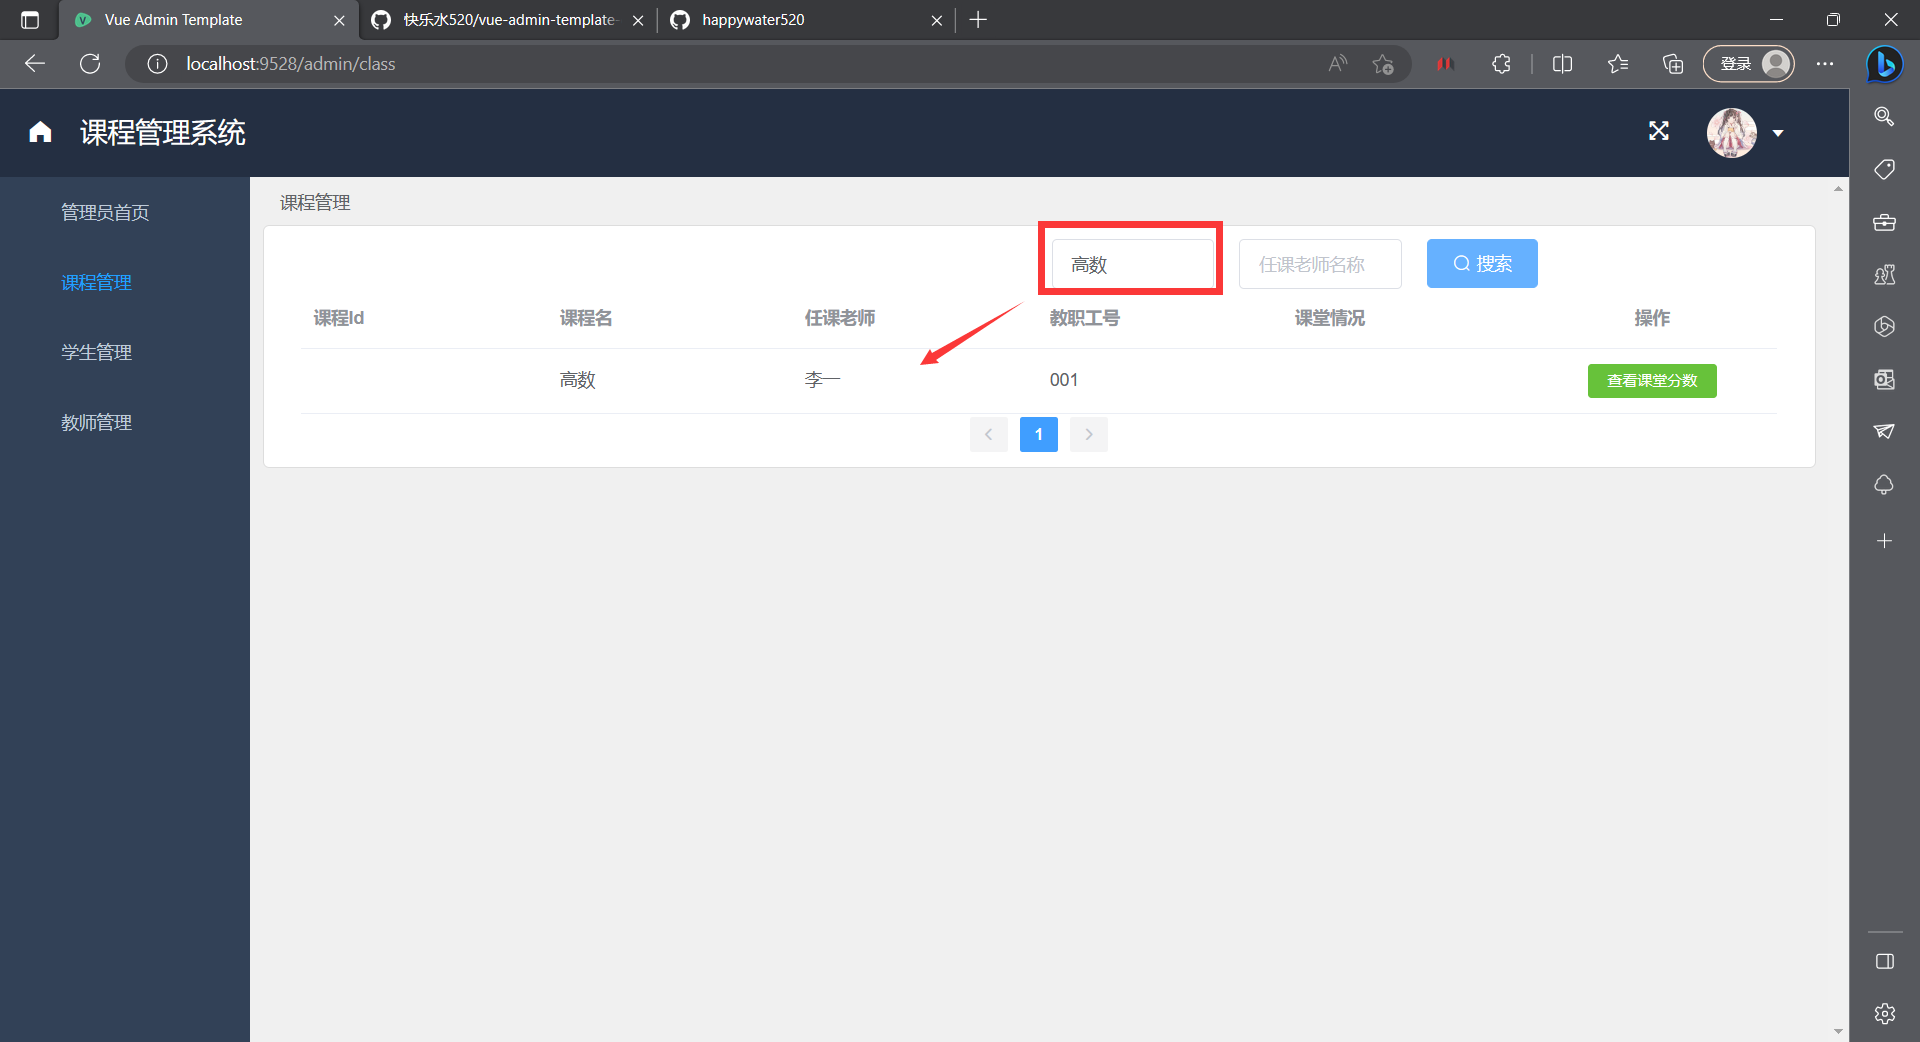 Vue Admin Template
快乐水520/vue-admin-template-
happywater520
localhost:9528/admin/class
登录
课程管理系统
管理员首页
课程管理
学生管理
教师管理
课程管理
高数
任课老师名称
搜索
课程Id 课程名 任课老师 教职工号 课堂情况 操作
高数 李一 001 查看课堂分数
1